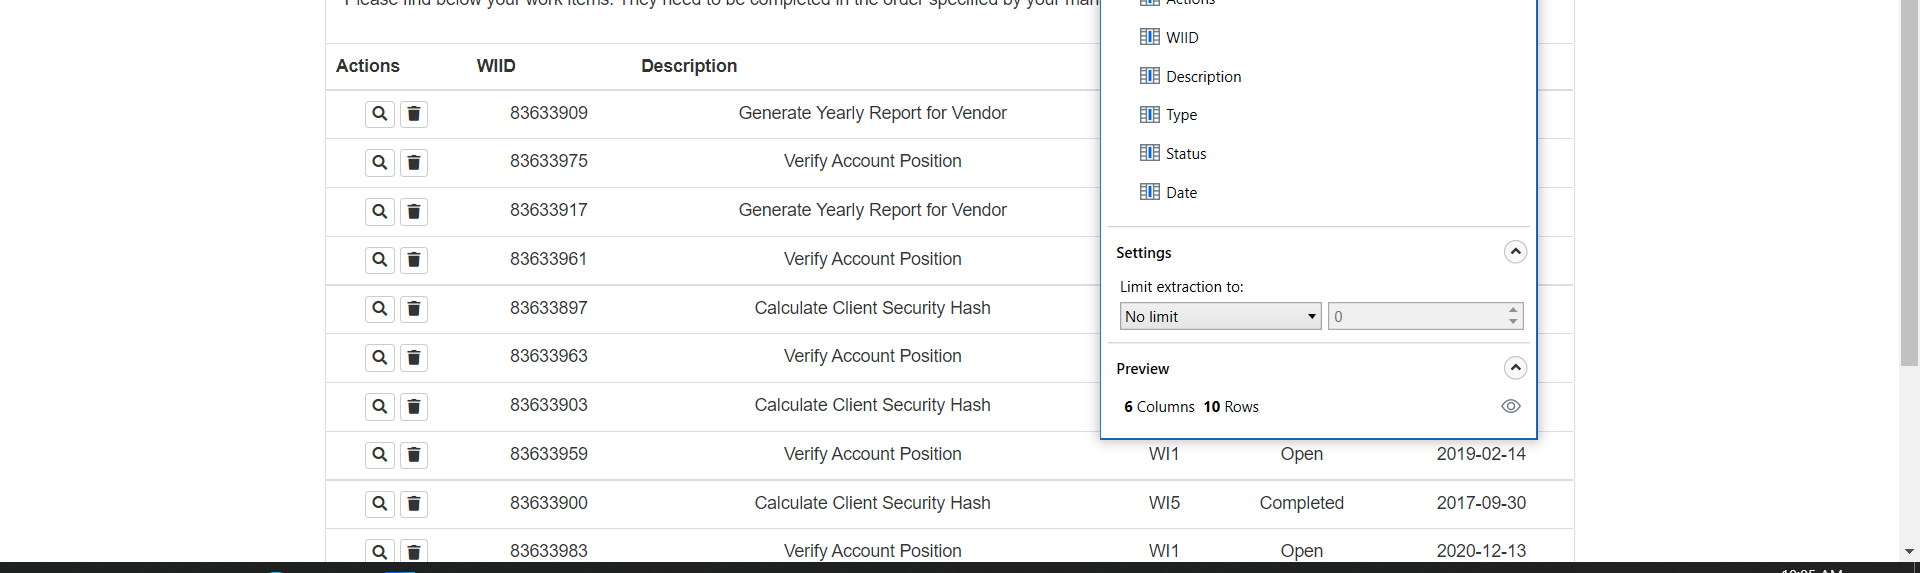 Please find below your work items. They need to be completed in the order specified by your man
Actions WIID Description
83633909 Generate Yearly Report for Vendor
83633975 Verify Account Position
83633917 Generate Yearly Report for Vendor
83633961 Verify Account Position
83633897 Calculate Client Security Hash
83633963 Verify Account Position
83633903 Calculate Client Security Hash
83633959 Verify Account Position WI1 Open 2019-02-14
83633900 Calculate Client Security Hash WI5 Completed 2017-09-30
83633983 Verify Account Position WI1 Open 2020-12-13
Actions
WIID
Description
Type
Status
Date
Settings
Limit extraction to:
No limit 0
Preview
6 Columns 10 Rows